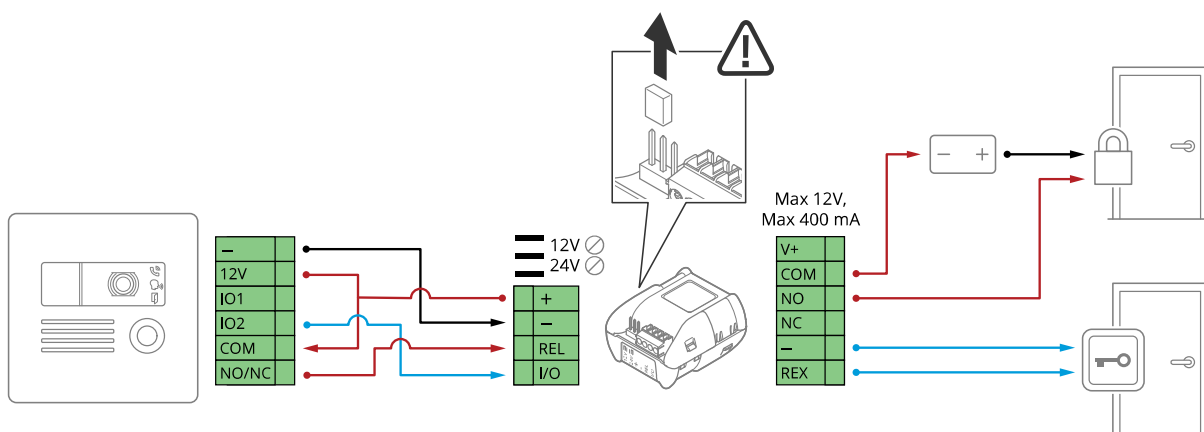 –
12V
IO1
IO2
COM
NO/NC
12V
24V
+
–
REL
I/O
– +
Max 12V,
Max 400 mA
V+
COM
NO
NC
–
REX